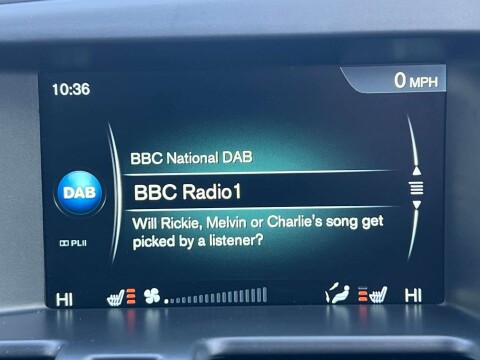 10:36
0 MPH
BBC National DAB
DAB
BBC Radio1
Will Rickie, Melvin or Charlie's song get
picked by a listener?
PLII
HI
HI